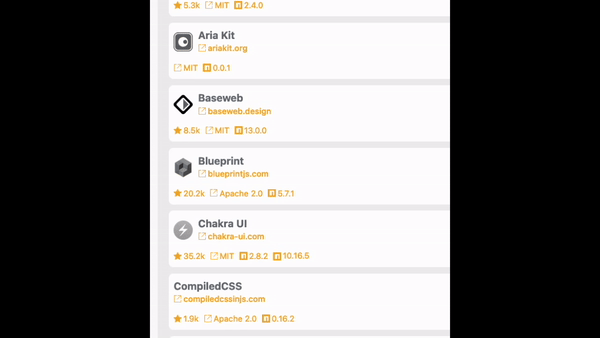 5.3k MIT 2.4.0
Aria Kit
ariakit.org
MIT 0.0.1
Baseweb
baseweb.design
8.5k MIT 13.0.0
Blueprint
blueprintjs.com
20.2k Apache 2.0 5.7.1
Chakra UI
chakra-ui.com
35.2k MIT 2.8.2 10.16.5
CompiledCSS
compiledcssinjs.com
1.9k Apache 2.0 0.16.2